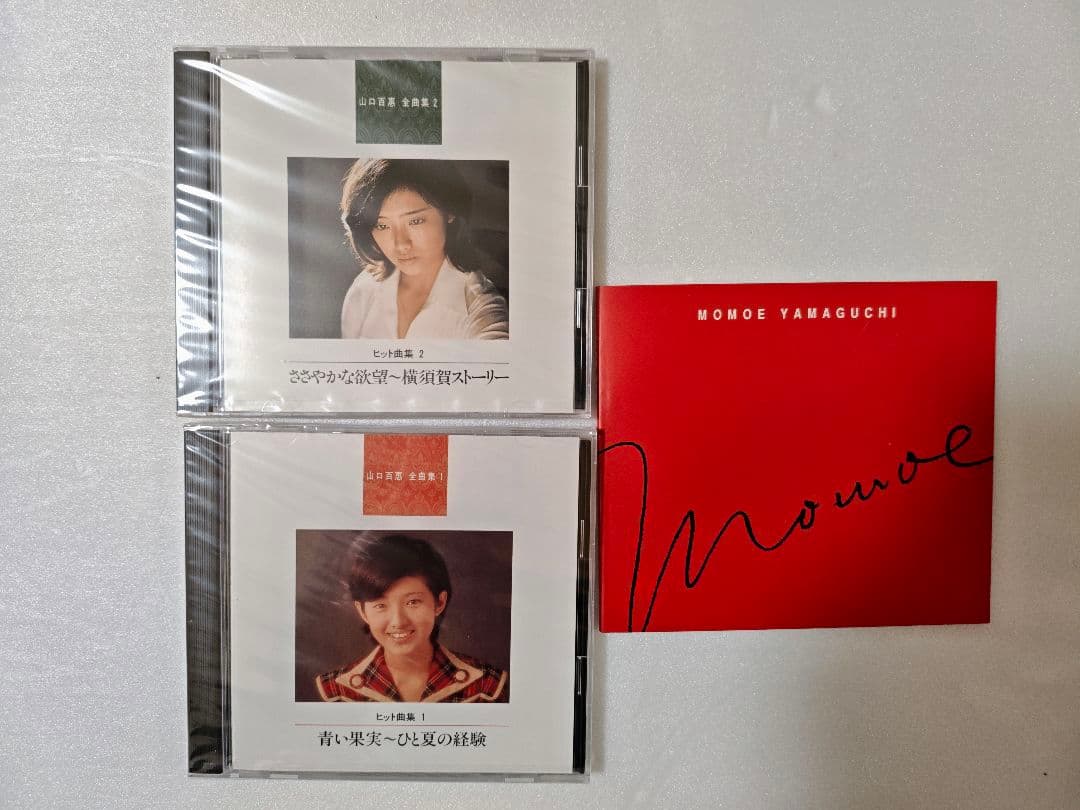 山口百恵 全曲集 2
ヒット曲集 2
ささやかな欲望～横須賀ストーリー
山口百恵 全曲集 1
ヒット曲集 1
青い果実～ひと夏の経験
MOMOE YAMAGUCHI
Momoe